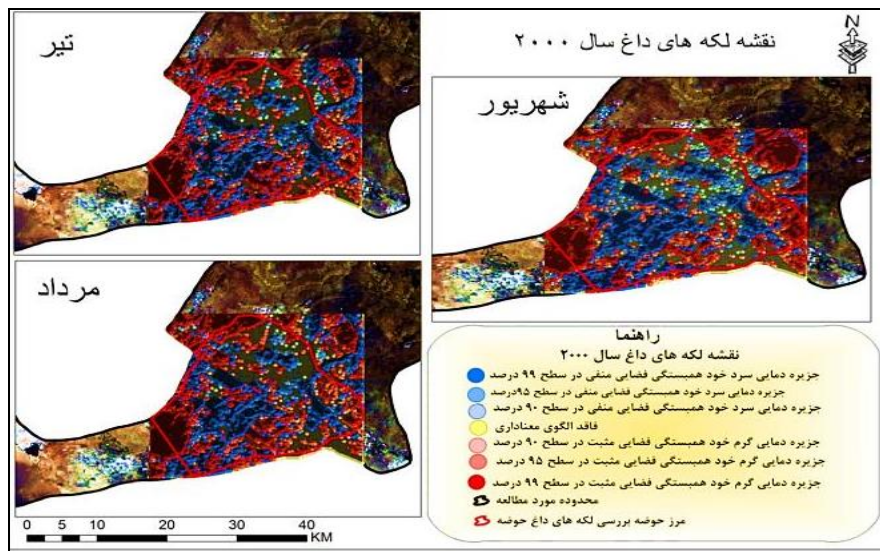 نقشه لکه های داغ سال ۲۰۰۰
N
تیر
شهریور
مرداد
راهنما
نقشه لکه های داغ سال ۲۰۰۰
جزیره دمایی سرد خود همبستگی فضایی منفی در سطح ۹۹ درصد
جزیره دمایی سرد خود همبستگی فضایی منفی در سطح ۹۵درصد
جزیره دمایی سرد خود همبستگی فضایی منفی در سطح ۹۰ درصد
فاقد الگوی معناداری
جزیره دمایی گرم خود همبستگی فضایی مثبت در سطح ۹۰ درصد
جزیره دمایی گرم خود همبستگی فضایی مثبت در سطح ۹۵ درصد
جزیره دمایی گرم خود همبستگی فضایی مثبت در سطح ۹۹ درصد
محدوده مورد مطالعه
مرز حوضه بررسی لکه های داغ حوضه
0 5 10 20 30 40
KM